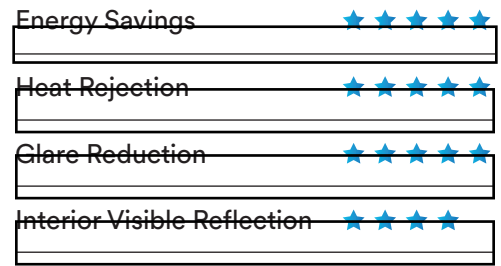 Energy Savings
Heat Rejection
Glare Reduction
Interior Visible Reflection